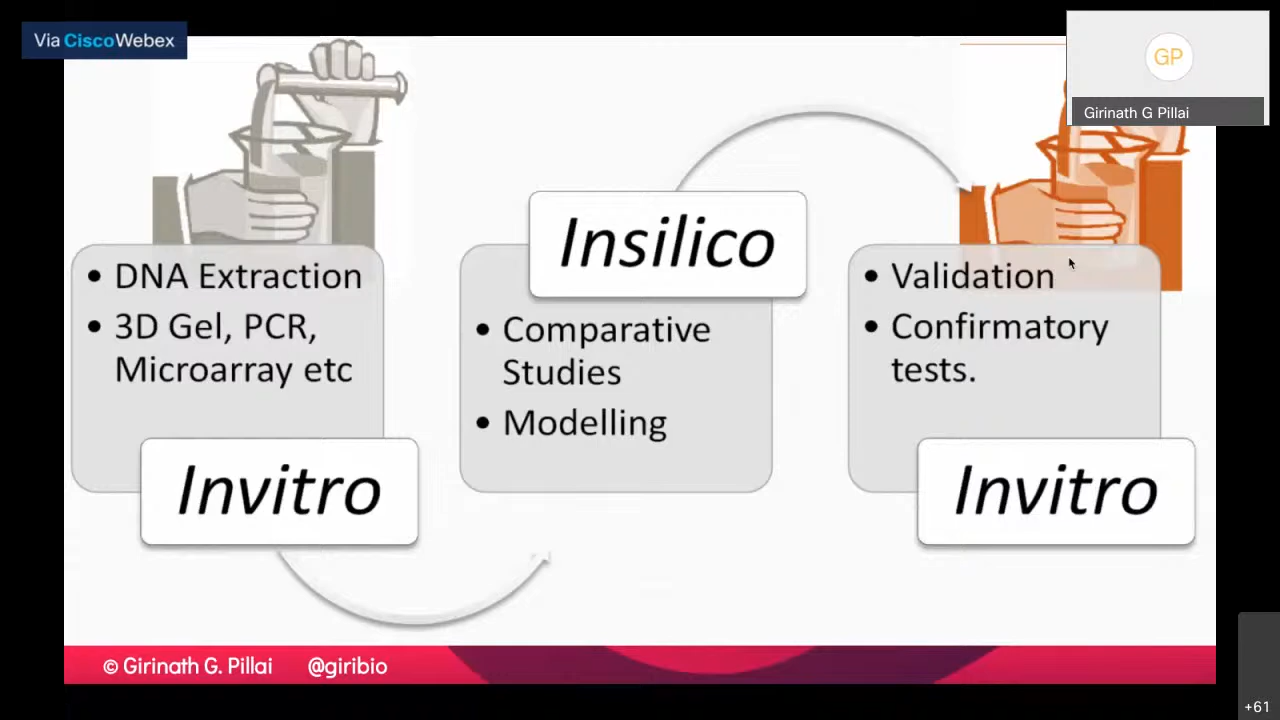 Via CiscoWebex
GP
Girinath G Pillai
• DNA Extraction
• 3D Gel, PCR,
Microarray etc
Invitro
Insilico
• Comparative
Studies
• Modelling
• Validation
• Confirmatory
tests.
Invitro
© Girinath G. Pillai @giribio
+61